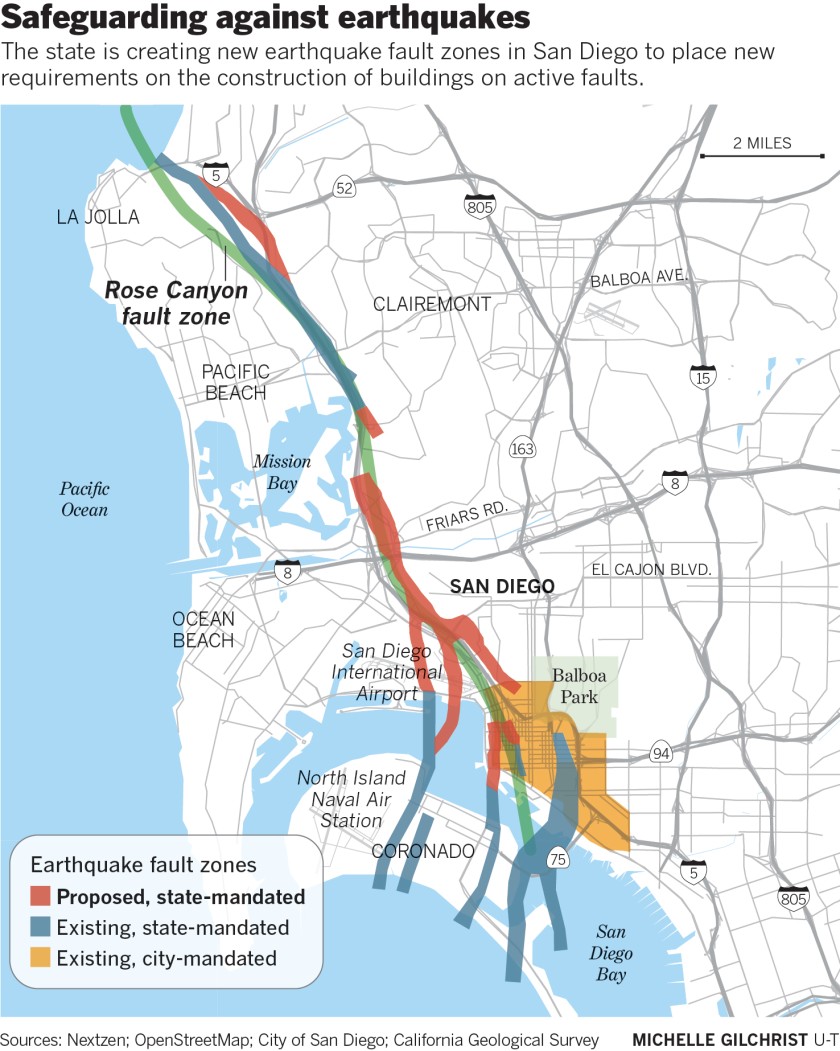 Safeguarding against earthquakes
The state is creating new earthquake fault zones in San Diego to place new
requirements on the construction of buildings on active faults.
2 MILES
5
52
805
LA JOLLA
BALBOA AVE.
Rose Canyon
fault zone
CLAIREMONT
PACIFIC
BEACH
15
163
Mission
Bay
8
Pacific
Ocean
FRIARS RD.
8
EL CAJON BLVD.
SAN DIEGO
OCEAN
BEACH
San Diego
International
Airport
Balboa
Park
94
North Island
Naval Air
Station
CORONADO
75
5
805
San
Diego
Bay
Earthquake fault zones
Proposed, state-mandated
Existing, state-mandated
Existing, city-mandated
Sources: Nextzen; OpenStreetMap; City of San Diego; California Geological Survey
MICHELLE GILCHRIST U-T